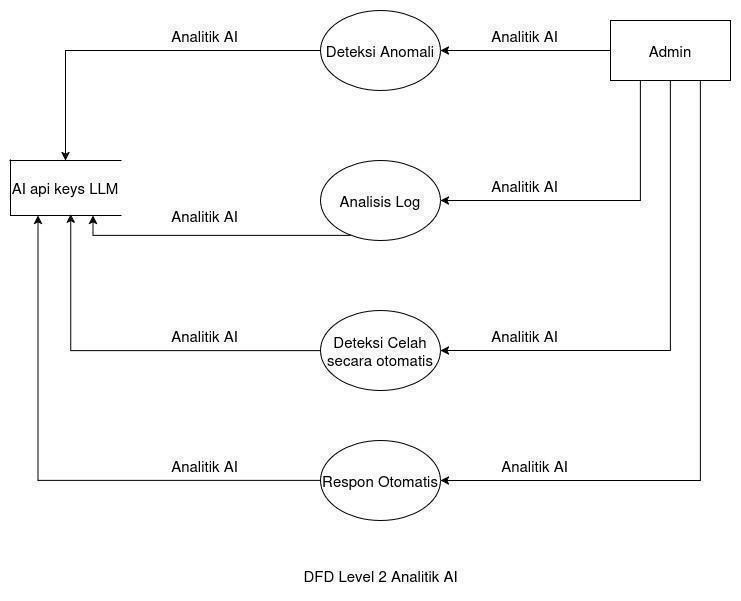 Analitik AI
Analitik AI
Deteksi Anomali
Admin
AI api keys LLM
Analitik AI
Analitik AI
Analisis Log
Analitik AI
Analitik AI
Deteksi Celah
secara otomatis
Analitik AI
Analitik AI
Respon Otomatis
DFD Level 2 Analitik AI